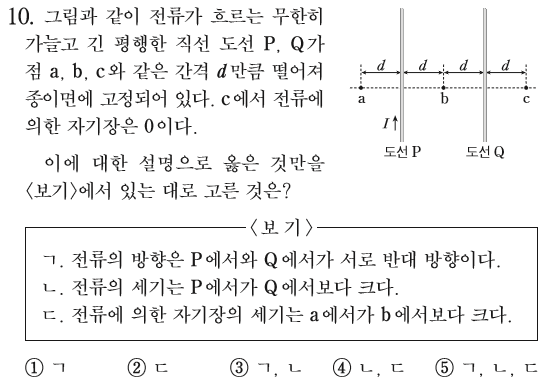 10. 그림과 같이 전류가 흐르는 무한히
가늘고 긴 평행한 직선 도선 P, Q가
점 a, b, c와 같은 간격 d만큼 떨어져
종이면에 고정되어 있다. c에서 전류에
의한 자기장은 0이다.
d d d d
a b c
I
도선 P 도선 Q
이에 대한 설명으로 옳은 것만을
〈보기〉에서 있는 대로 고른 것은?
〈보 기〉
ㄱ. 전류의 방향은 P에서와 Q에서가 서로 반대 방향이다.
ㄴ. 전류의 세기는 P에서가 Q에서보다 크다.
ㄷ. 전류에 의한 자기장의 세기는 a에서가 b에서보다 크다.
① ㄱ ② ㄷ ③ ㄱ, ㄴ ④ ㄴ, ㄷ ⑤ ㄱ, ㄴ, ㄷ